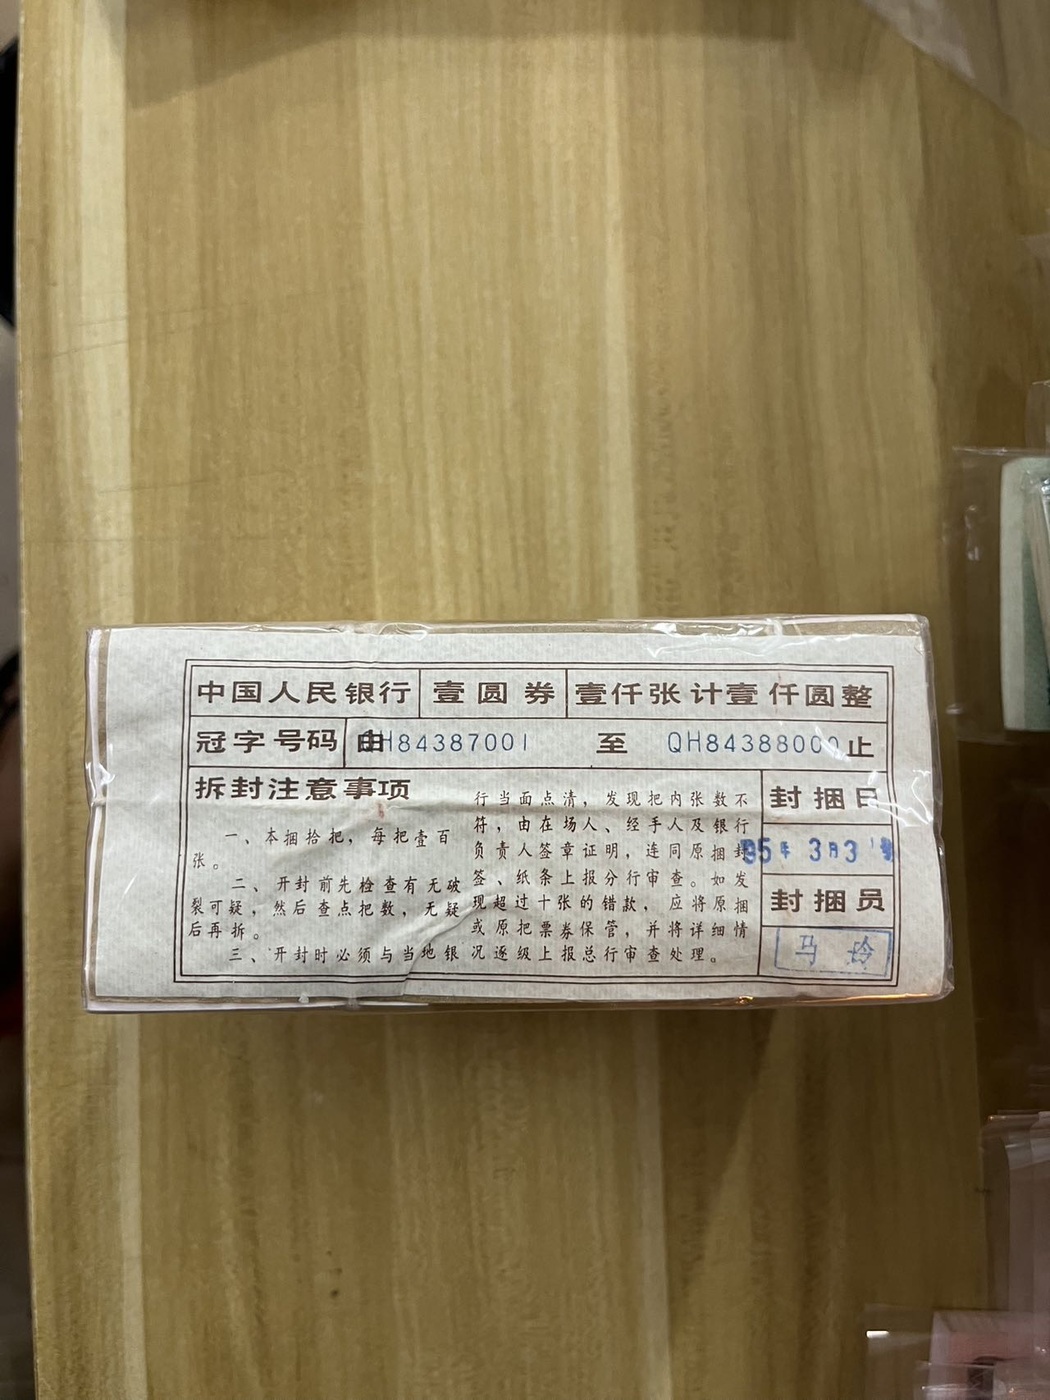 中国人民银行 壹圆券 壹仟张计壹仟圆整
冠字号码 由 H84387001 至 QH84388000 止
拆封注意事项
一、本捆拾把，每把壹百
张。
二、开封前先检查有无破
裂可疑，然后查点把数，无疑
后再拆。
三、开封时必须与当地银
行当面点清，发现把内张数不
符，由在场人、经手人及银行
负责人签章证明，连同原捆封
签、纸条上报分行审查。如发
现超过十张的错款，应将原捆
或原把票券保管，并将详细情
况逐级上报总行审查处理。
封捆日
95年 3月3
封捆员
马玲